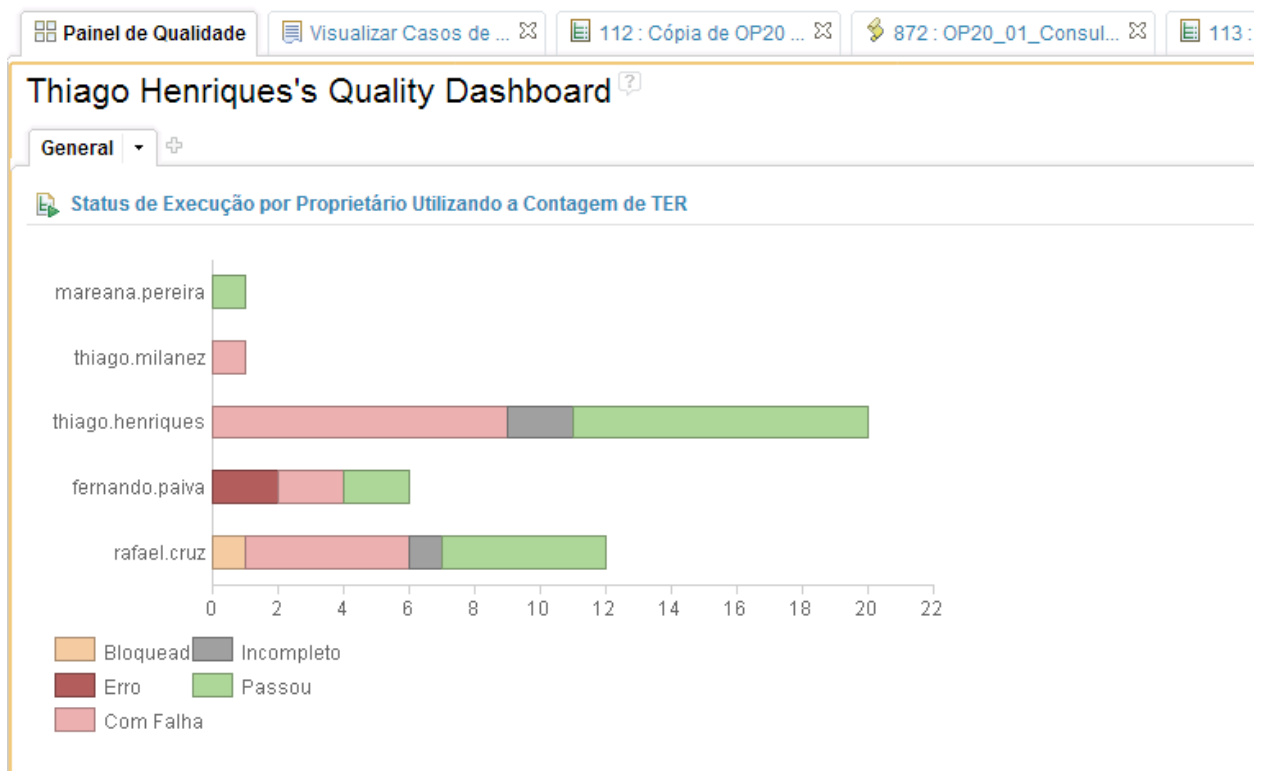 Painel de Qualidade Visualizar Casos de ... 112 : Cópia de OP20 ... 872 : OP20_01_Consul... 113 :
Thiago Henriques's Quality Dashboard ?
General
Status de Execução por Proprietário Utilizando a Contagem de TER
mareana.pereira
thiago.milanez
thiago.henriques
fernando.paiva
rafael.cruz
0 2 4 6 8 10 12 14 16 18 20 22
Bloquead Incompleto
Erro Passou
Com Falha